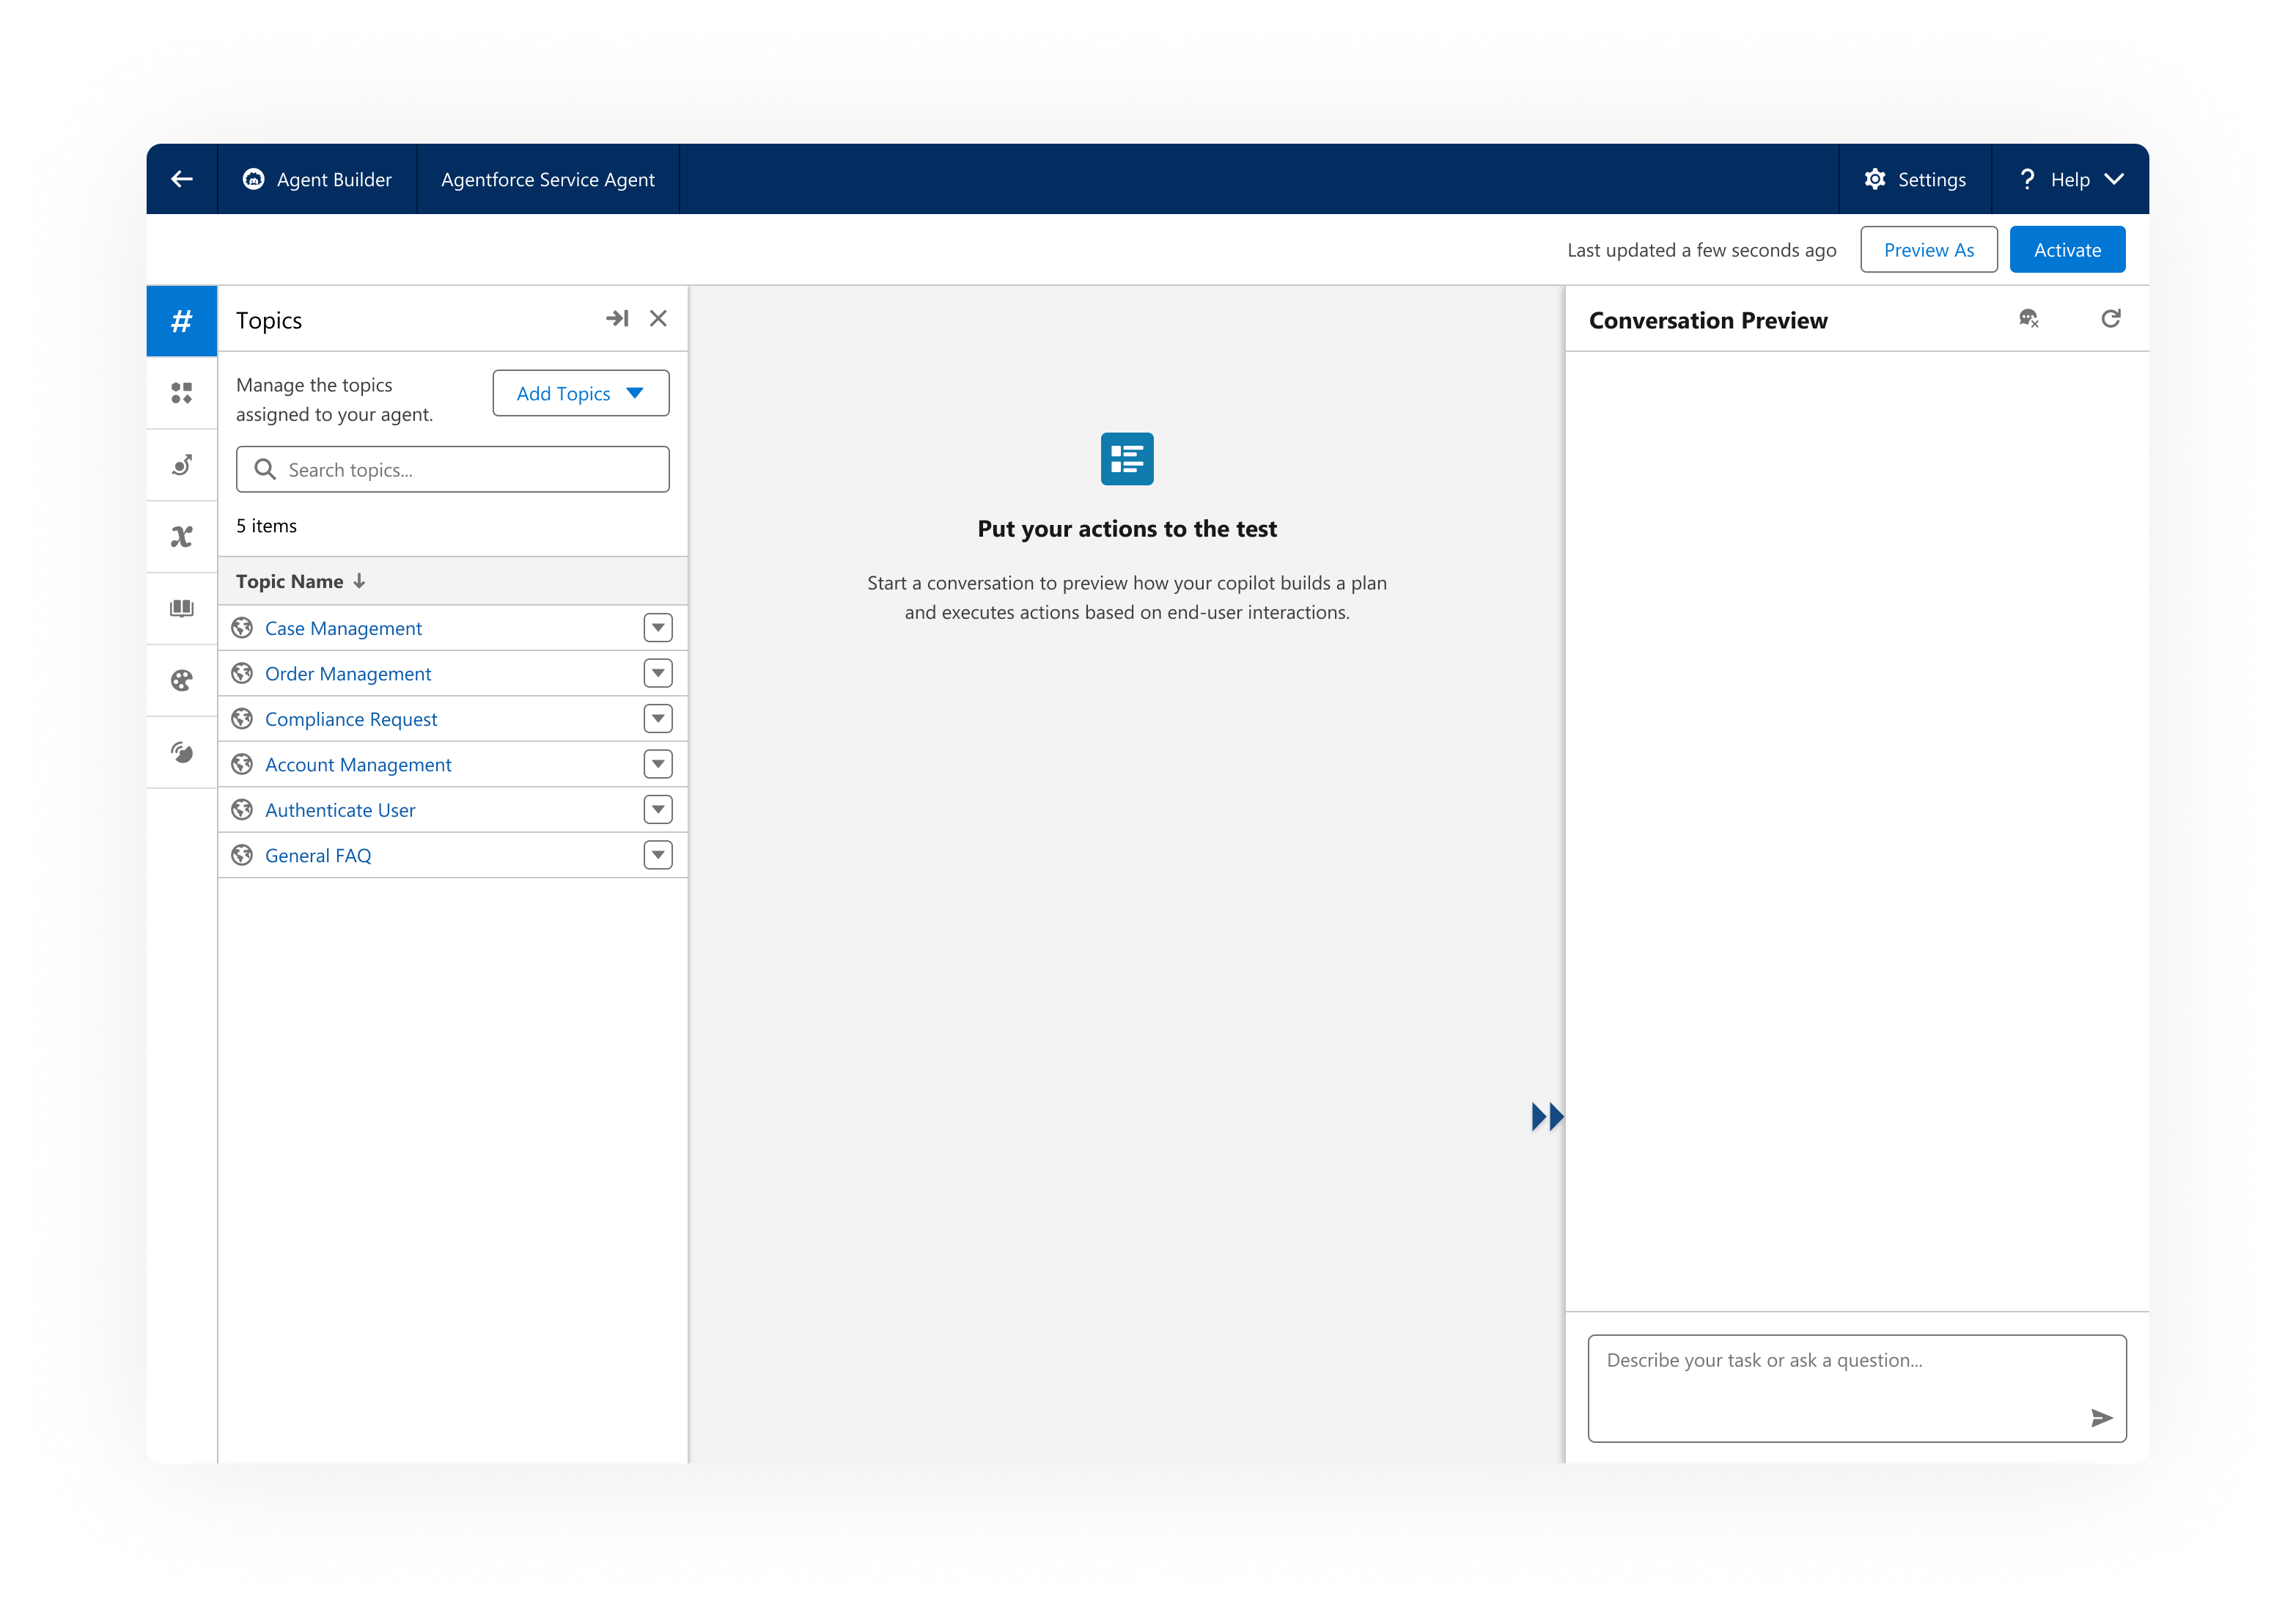 Agent Builder
Agentforce Service Agent
Settings
? Help
Last updated a few seconds ago
Preview As
Activate
#
Topics
Manage the topics
assigned to your agent.
Add Topics
Search topics...
5 items
Topic Name
Case Management
Order Management
Compliance Request
Account Management
Authenticate User
General FAQ
x
Put your actions to the test
Start a conversation to preview how your copilot builds a plan
and executes actions based on end-user interactions.
Conversation Preview
Describe your task or ask a question...